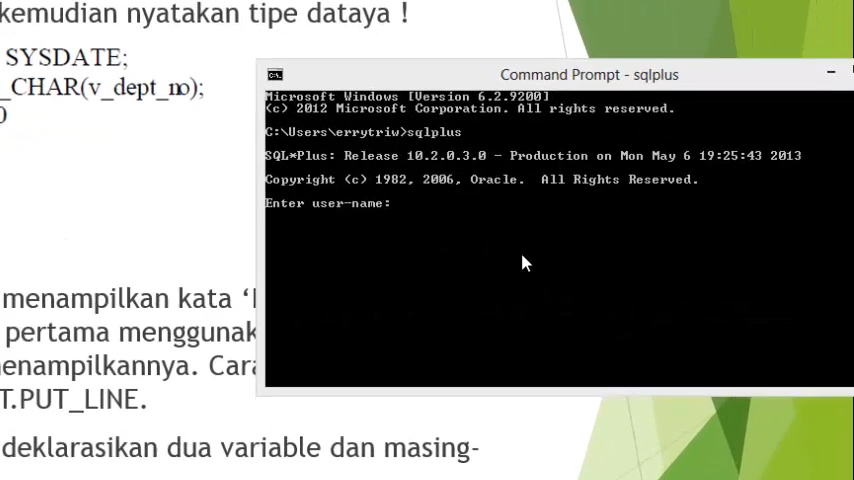 kemudian nyatakan tipe dataya !
SYSDATE;
_CHAR(v_dept_no);
0
Command Prompt - sqlplus
Microsoft Windows [Version 6.2.9200]
(c) 2012 Microsoft Corporation. All rights reserved.
C:\Users\errytriw>sqlplus
SQL*Plus: Release 10.2.0.3.0 - Production on Mon May 6 19:25:43 2013
Copyright (c) 1982, 2006, Oracle.  All Rights Reserved.
Enter user-name:
menampilkan kata ‘
pertama menggunak
menampilkannya. Cara
T.PUT_LINE.
deklarasikan dua variable dan masing-